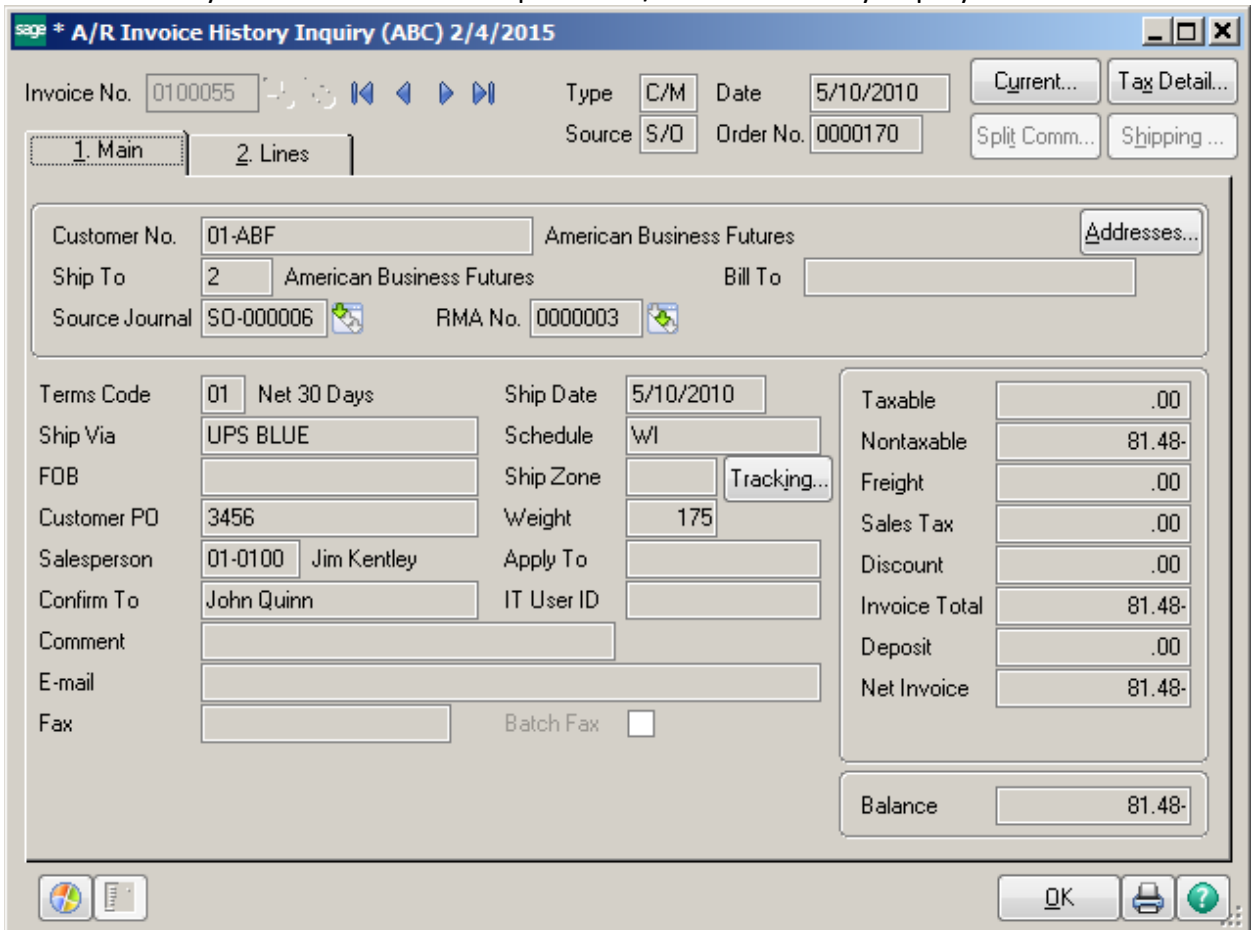 sage * A/R Invoice History Inquiry (ABC) 2/4/2015
Invoice No. 0100055 Type C/M Date 5/10/2010 Current... Tax Detail...
Source S/O Order No. 0000170 Split Comm... Shipping ...
1. Main 2. Lines
Customer No. 01-ABF American Business Futures Addresses...
Ship To 2 American Business Futures Bill To
Source Journal SO-000006 RMA No. 0000003
Terms Code 01 Net 30 Days Ship Date 5/10/2010 Taxable .00
Ship Via UPS BLUE Schedule WI Nontaxable 81.48-
FOB Ship Zone Tracking... Freight .00
Customer PO 3456 Weight 175 Sales Tax .00
Salesperson 01-0100 Jim Kentley Apply To Discount .00
Confirm To John Quinn IT User ID Invoice Total 81.48-
Comment Deposit .00
E-mail Net Invoice 81.48-
Fax Batch Fax
Balance 81.48-
OK